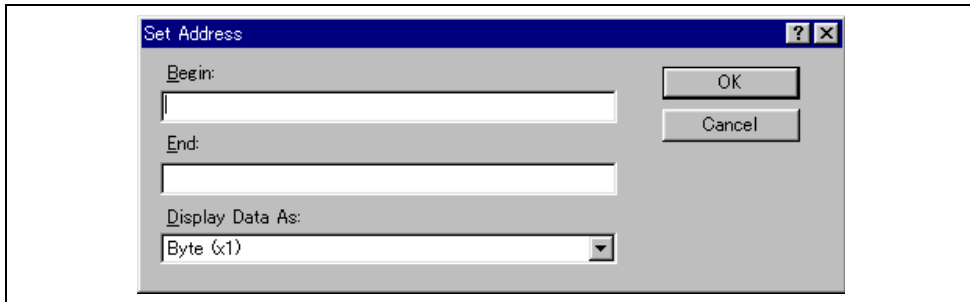 Set Address
Begin:
OK
Cancel
End:
Display Data As:
Byte (x1)